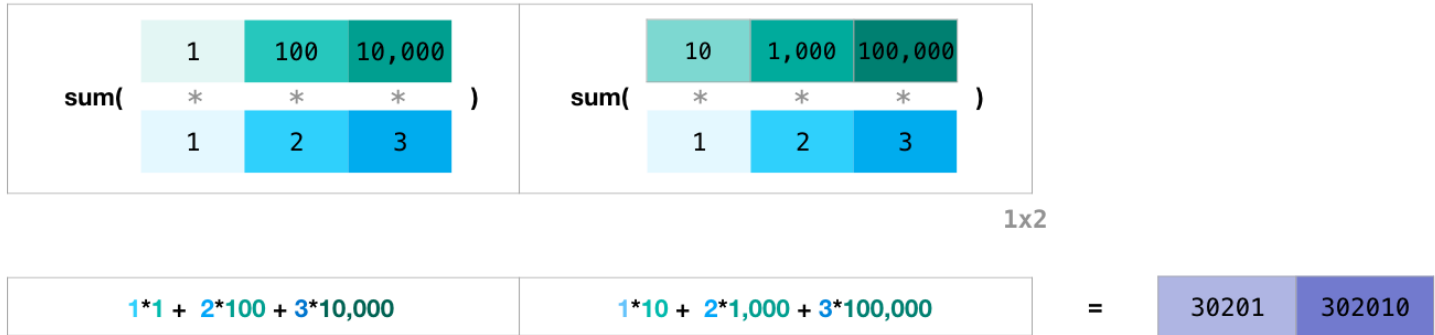 1 100 10,000 10 1,000 100,000
sum( * * * ) sum( * * * )
1 2 3 1 2 3
1x2
1*1 + 2*100 + 3*10,000 1*10 + 2*1,000 + 3*100,000 = 30201 302010